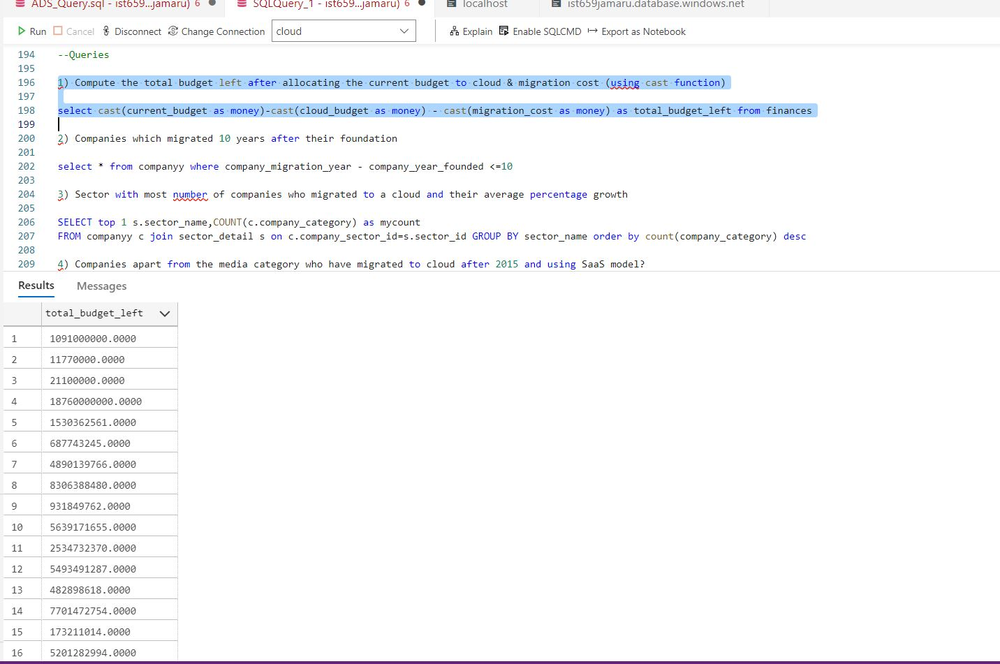 ADS_Query.sql - ist659...jamaru) 6 SQLQuery_1 - ist659...jamaru) 6 localhost ist659jamaru.database.windows.net
Run Cancel Disconnect Change Connection cloud Explain Enable SQLCMD Export as Notebook
194 --Queries
195
196 1) Compute the total budget left after allocating the current budget to cloud & migration cost (using cast function)
197
198 select cast(current_budget as money)-cast(cloud_budget as money) - cast(migration_cost as money) as total_budget_left from finances
199
200 2) Companies which migrated 10 years after their foundation
201
202 select * from companyy where company_migration_year - company_year_founded <=10
203
204 3) Sector with most number of companies who migrated to a cloud and their average percentage growth
205
206 SELECT top 1 s.sector_name,COUNT(c.company_category) as mycount
207 FROM companyy c join sector_detail s on c.company_sector_id=s.sector_id GROUP BY sector_name order by count(company_category) desc
208
209 4) Companies apart from the media category who have migrated to cloud after 2015 and using SaaS model?
Results Messages
total_budget_left
1 1091000000.0000
2 11770000.0000
3 21100000.0000
4 18760000000.0000
5 1530362561.0000
6 687743245.0000
7 4890139766.0000
8 8306388480.0000
9 931849762.0000
10 5639171655.0000
11 2534732370.0000
12 5493491287.0000
13 482898618.0000
14 7701472754.0000
15 173211014.0000
16 5201282994.0000